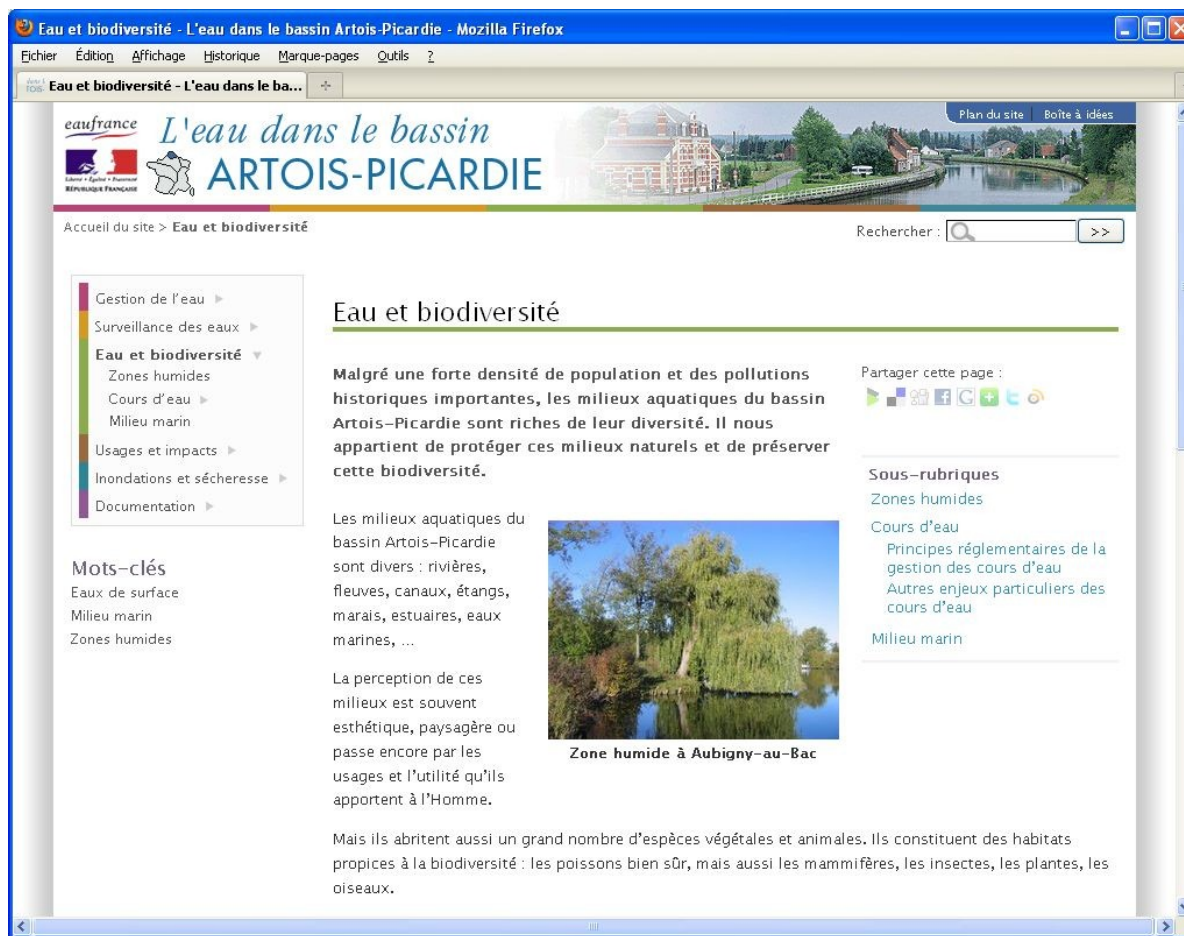 Eau et biodiversité - L'eau dans le bassin Artois-Picardie - Mozilla Firefox
Fichier Édition Affichage Historique Marque-pages Outils ?
Eau et biodiversité - L'eau dans le ba...
Plan du site Boîte à idées
eaufrance
L'eau dans le bassin
ARTOIS-PICARDIE
Liberté • Égalité • Fraternité
RÉPUBLIQUE FRANÇAISE
Accueil du site > Eau et biodiversité
Rechercher : >>
Gestion de l'eau
Surveillance des eaux
Eau et biodiversité
Zones humides
Cours d'eau
Milieu marin
Usages et impacts
Inondations et sécheresse
Documentation
Mots-clés
Eaux de surface
Milieu marin
Zones humides
Eau et biodiversité
Malgré une forte densité de population et des pollutions
historiques importantes, les milieux aquatiques du bassin
Artois-Picardie sont riches de leur diversité. Il nous
appartient de protéger ces milieux naturels et de préserver
cette biodiversité.
Les milieux aquatiques du
bassin Artois-Picardie
sont divers : rivières,
fleuves, canaux, étangs,
marais, estuaires, eaux
marines, ...
La perception de ces
milieux est souvent
esthétique, paysagère ou
passe encore par les
usages et l'utilité qu'ils
apportent à l'Homme.
Zone humide à Aubigny-au-Bac
Mais ils abritent aussi un grand nombre d'espèces végétales et animales. Ils constituent des habitats
propices à la biodiversité : les poissons bien sûr, mais aussi les mammifères, les insectes, les plantes, les
oiseaux.
Partager cette page :
Sous-rubriques
Zones humides
Cours d'eau
Principes réglementaires de la
gestion des cours d'eau
Autres enjeux particuliers des
cours d'eau
Milieu marin